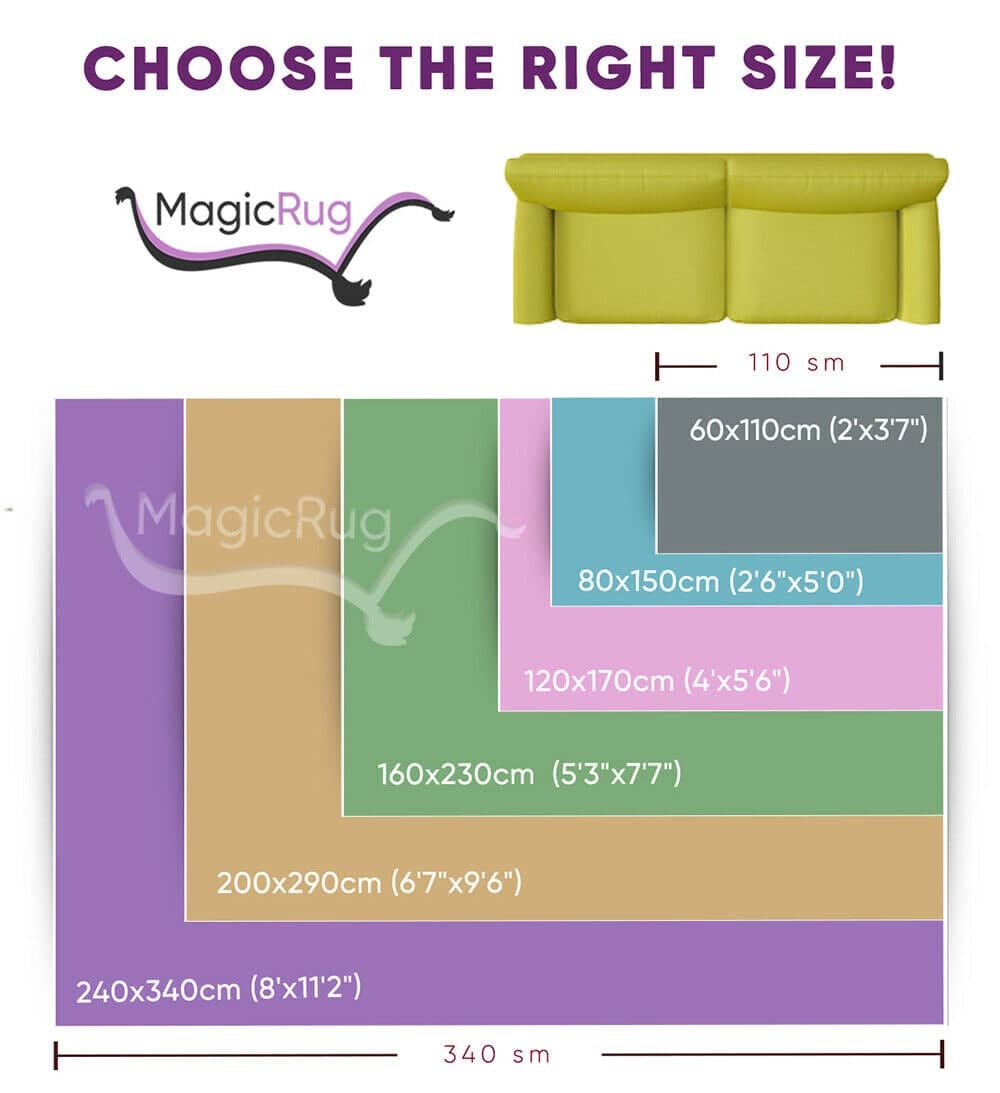 CHOOSE THE RIGHT SIZE!
MagicRug
110 sm
60x110cm (2'x3'7")
MagicRug
80x150cm (2'6"x5'0")
120x170cm (4'x5'6")
160x230cm (5'3"x7'7")
200x290cm (6'7"x9'6")
240x340cm (8'x11'2")
340 sm